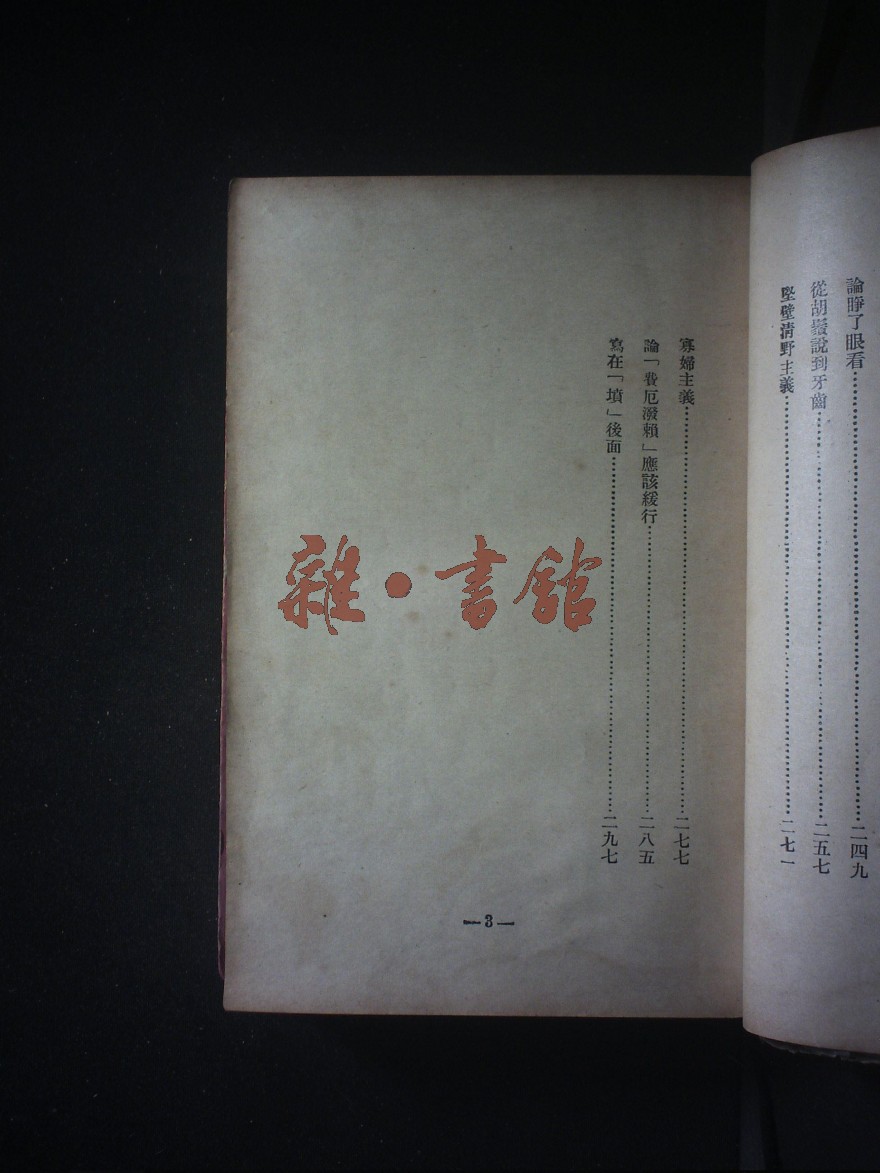 論睜了眼看……二四九
從胡鬚說到牙齒……二五七
堅壁清野主義……二七一
寡婦主義……二七七
論「費厄潑賴」應該緩行……二八五
寫在「墳」後面……二九七
—3—
雜·書館